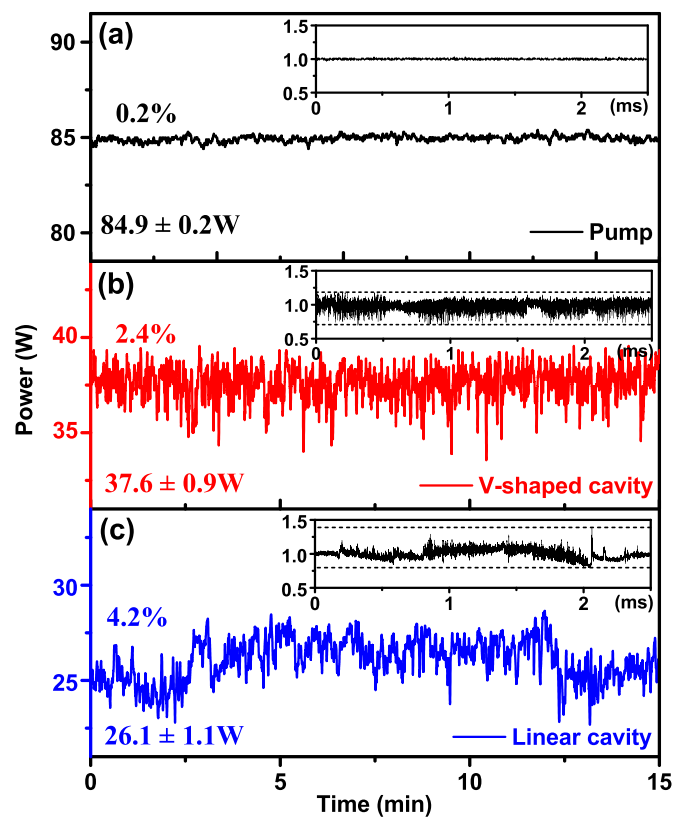 (a)
90
1.5
1.0
0.5
0 1 2 (ms)
0.2%
85
84.9 ± 0.2W
Pump
80
(b)
1.5
1.0
0.5
0 1 2 (ms)
40
2.4%
35
37.6 ± 0.9W
V-shaped cavity
Power (W)
(c)
1.5
1.0
0.5
0 1 2 (ms)
30
4.2%
25
26.1 ± 1.1W
Linear cavity
0 5 10 15
Time (min)